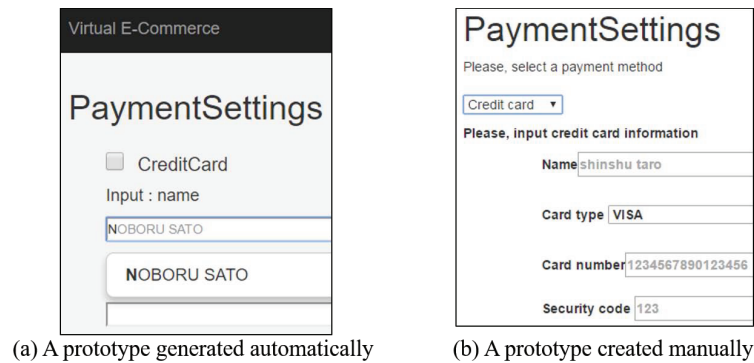 Virtual E-Commerce
PaymentSettings
CreditCard
Input : name
NOBORU SATO
NOBORU SATO
(a) A prototype generated automatically
PaymentSettings
Please, select a payment method
Credit card
Please, input credit card information
Name shinshu taro
Card type VISA
Card number 1234567890123456
Security code 123
(b) A prototype created manually